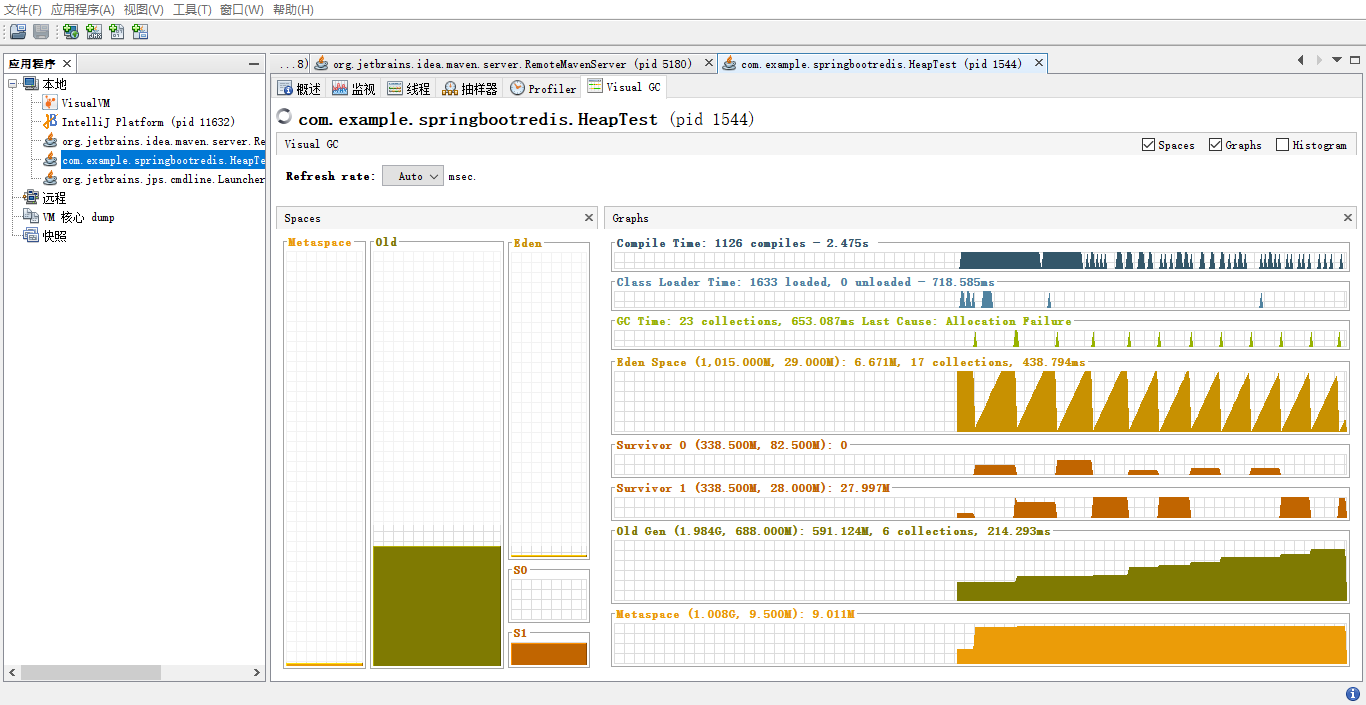 文件(F) 应用程序(A) 视图(V) 工具(T) 窗口(W) 帮助(H)
应用程序
本地
VisualVM
IntelliJ Platform (pid 11632)
org.jetbrains.idea.maven.server.Re
com.example.springbootredis.HeapTe
org.jetbrains.jps.cmdline.Launcher
远程
VM 核心 dump
快照
...8) org.jetbrains.idea.maven.server.RemoteMavenServer (pid 5180) com.example.springbootredis.HeapTest (pid 1544)
概述 监视 线程 抽样器 Profiler Visual GC
com.example.springbootredis.HeapTest (pid 1544)
Visual GC Spaces Graphs Histogram
Refresh rate: Auto msec.
Spaces
Metaspace Old Eden
S0
S1
Graphs
Compile Time: 1126 compiles - 2.475s
Class Loader Time: 1633 loaded, 0 unloaded - 718.585ms
GC Time: 23 collections, 653.087ms Last Cause: Allocation Failure
Eden Space (1,015.000M, 29.000M): 6.671M, 17 collections, 438.794ms
Survivor 0 (338.500M, 82.500M): 0
Survivor 1 (338.500M, 28.000M): 27.997M
Old Gen (1.984G, 688.000M): 591.124M, 6 collections, 214.293ms
Metaspace (1.008G, 9.500M): 9.011M